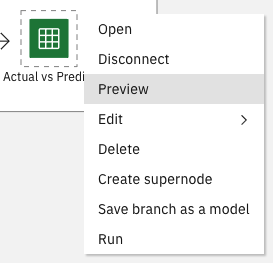 Open
Disconnect
Actual vs Predi
Preview
Edit
Delete
Create supernode
Save branch as a model
Run